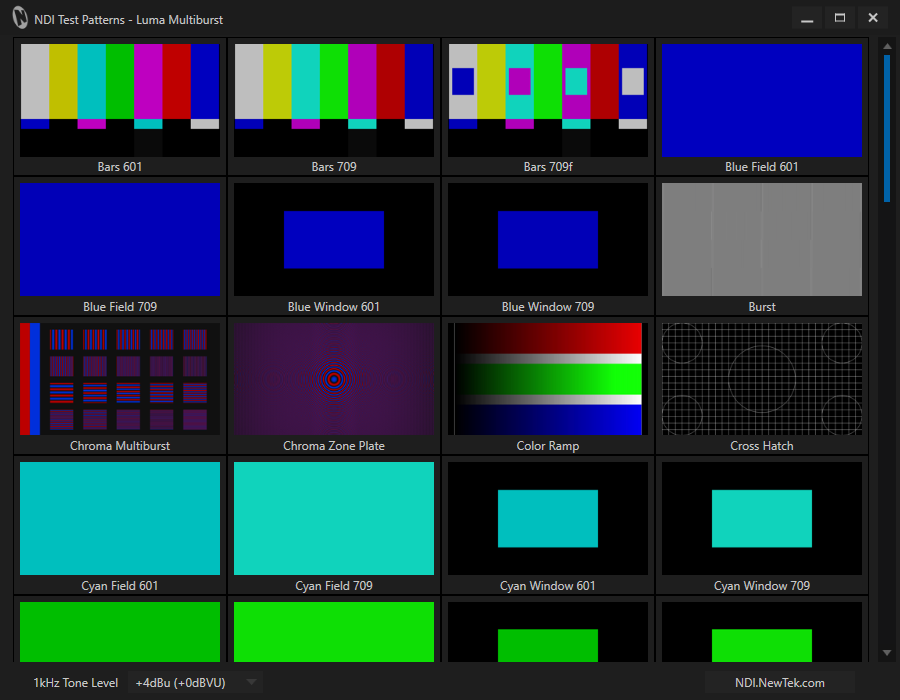 NDI Test Patterns - Luma Multiburst
Bars 601
Bars 709
Bars 709f
Blue Field 601
Blue Field 709
Blue Window 601
Blue Window 709
Burst
Chroma Multiburst
Chroma Zone Plate
Color Ramp
Cross Hatch
Cyan Field 601
Cyan Field 709
Cyan Window 601
Cyan Window 709
1kHz Tone Level
+4dBu (+0dBVU)
NDI.NewTek.com